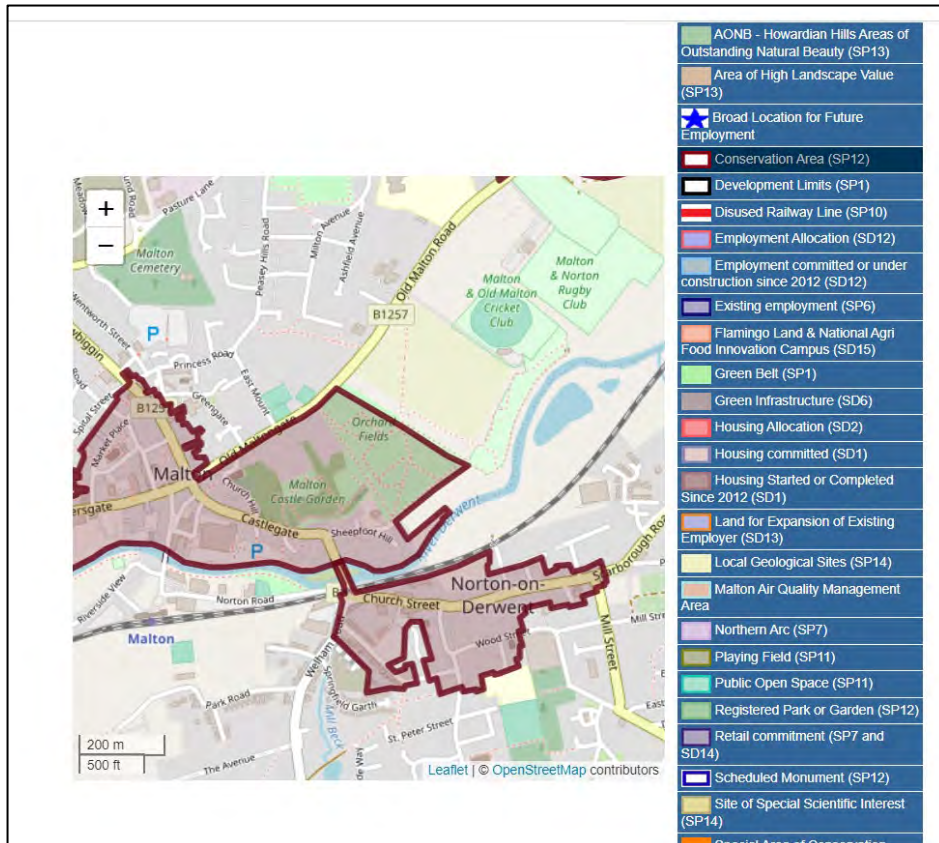 AONB - Howardian Hills Areas of
Outstanding Natural Beauty (SP13)
Area of High Landscape Value
(SP13)
Broad Location for Future
Employment
Conservation Area (SP12)
Development Limits (SP1)
Disused Railway Line (SP10)
Employment Allocation (SD12)
Employment committed or under
construction since 2012 (SD12)
Existing employment (SP6)
Flamingo Land & National Agri
Food Innovation Campus (SD15)
Green Belt (SP1)
Green Infrastructure (SD6)
Housing Allocation (SD2)
Housing committed (SD1)
Housing Started or Completed
Since 2012 (SD1)
Land for Expansion of Existing
Employer (SD13)
Local Geological Sites (SP14)
Malton Air Quality Management
Area
Northern Arc (SP7)
Playing Field (SP11)
Public Open Space (SP11)
Registered Park or Garden (SP12)
Retail commitment (SP7 and
SD14)
Scheduled Monument (SP12)
Site of Special Scientific Interest
(SP14)
Special Area of Conservation
+
−
Pasture Lane
Malton
Cemetery
Peasey Hills Road
Milton Avenue
Ashfield Avenue
Old Malton Road
B1257
Malton
& Old Malton
Cricket
Club
Malton
& Norton
Rugby
Club
Wentworth Street
P
Princess Road
Greengate
East Mount
Spital Street
Market Place
Malton
Old Maltongate
Orchard
Fields
Malton
Castle Garden
Church Hill
Castlegate
Sheepfoot Hill
P
River Derwent
Riverside View
Norton Road
Malton
Church Street
Norton-on-
Derwent
Scarborough Roa
Wood Street
Mill Street
Mill Stre
Welham Road
Springfield Garth
Mill Beck
Park Road
St. Peter Street
The Avenue
200 m
500 ft
Leaflet | © OpenStreetMap contributors